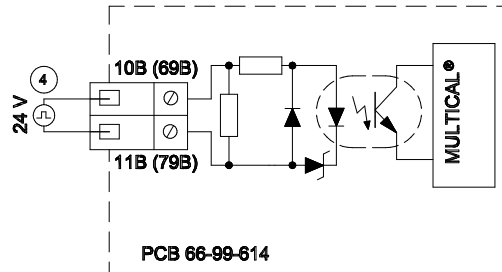 10B (69B)
4
24 V
11B (79B)
MULTICAL®
PCB 66-99-614